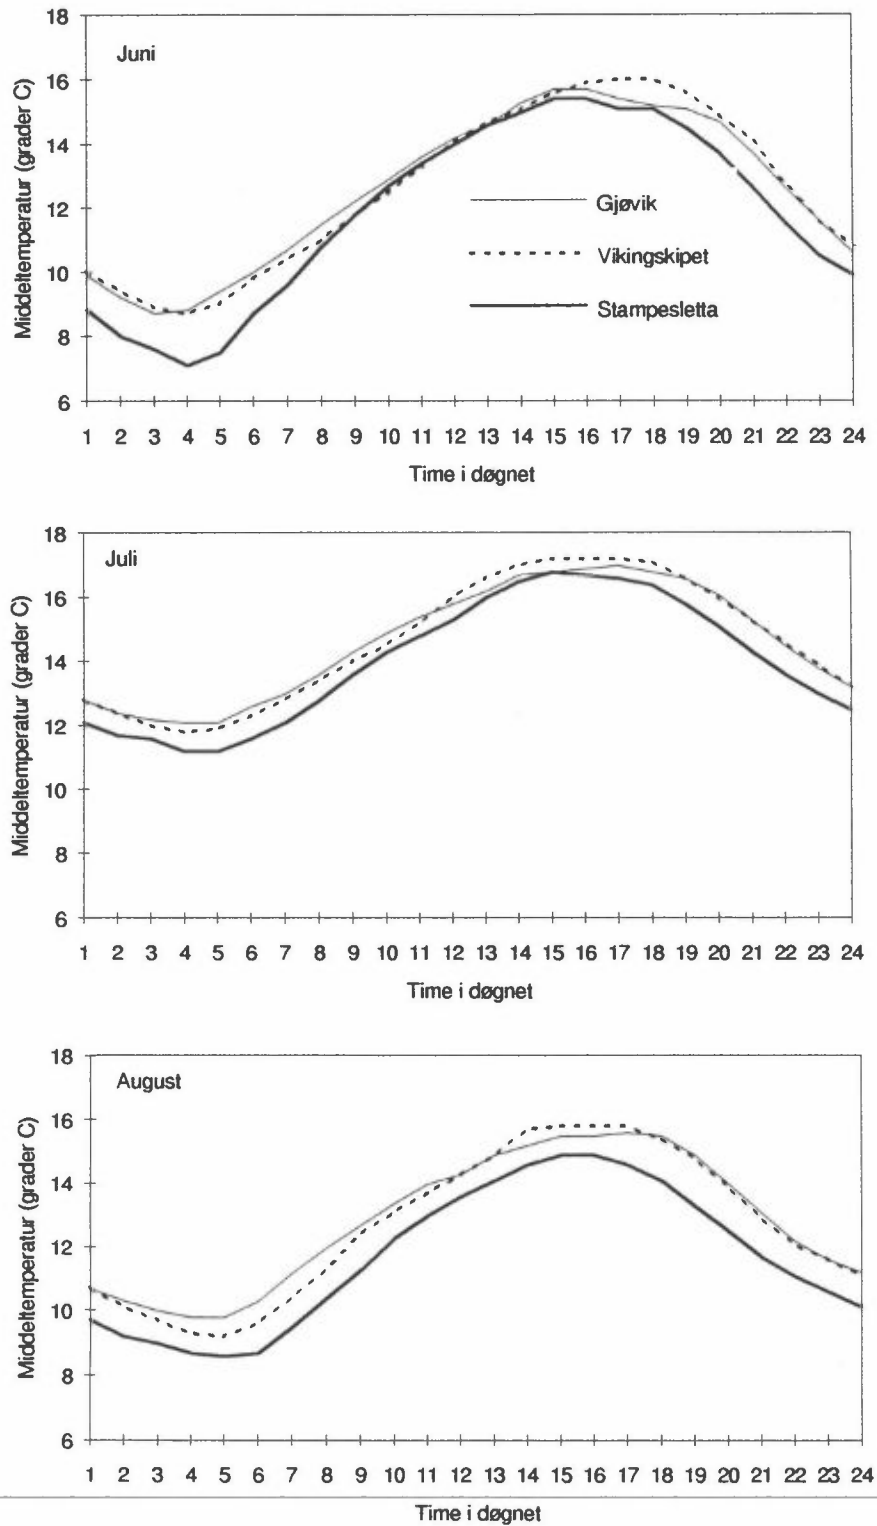 Juni
Middeltemperatur (grader C)
18
16
14
12
10
8
6
Gjøvik
Vikingskipet
Stampesletta
1 2 3 4 5 6 7 8 9 10 11 12 13 14 15 16 17 18 19 20 21 22 23 24
Time i døgnet
Juli
Middeltemperatur (grader C)
18
16
14
12
10
8
6
1 2 3 4 5 6 7 8 9 10 11 12 13 14 15 16 17 18 19 20 21 22 23 24
Time i døgnet
August
Middeltemperatur (grader C)
18
16
14
12
10
8
6
1 2 3 4 5 6 7 8 9 10 11 12 13 14 15 16 17 18 19 20 21 22 23 24
Time i døgnet